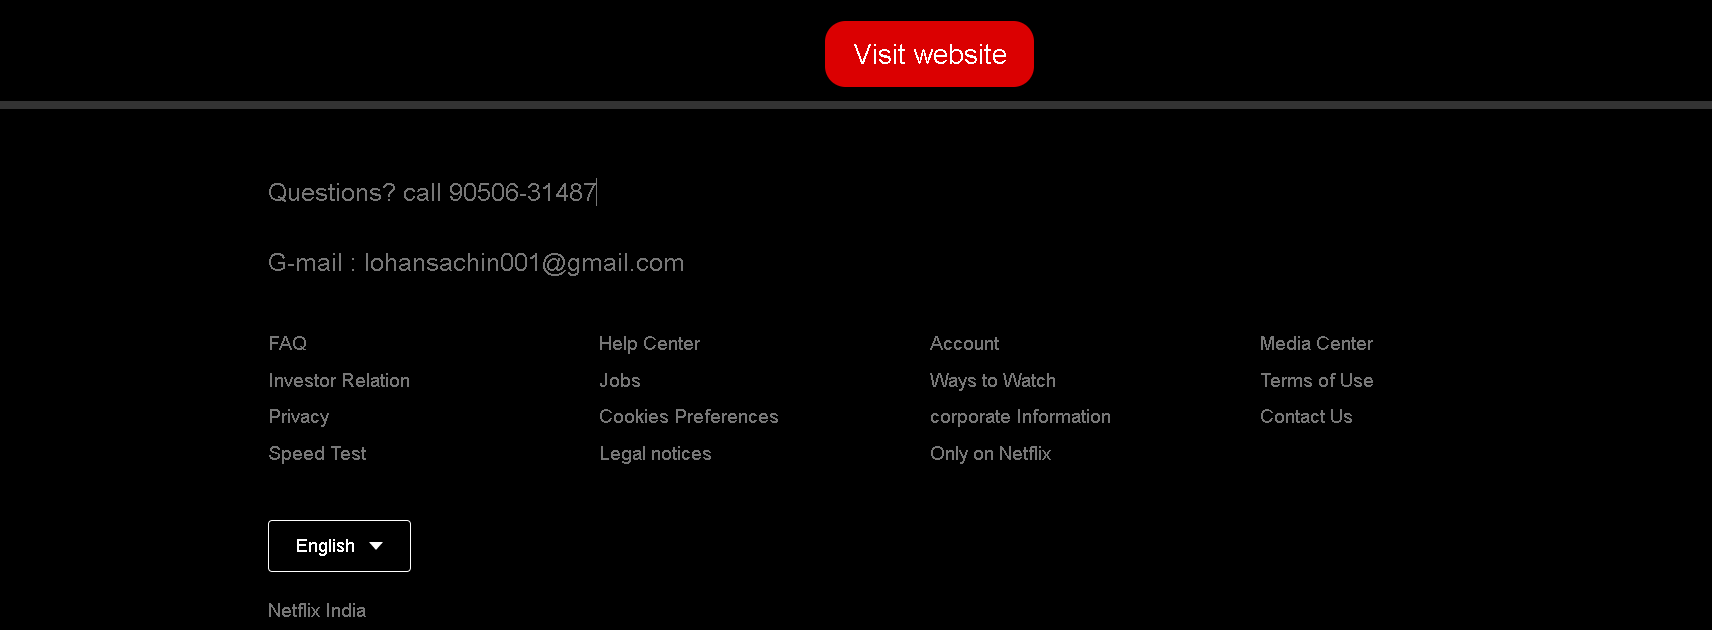 Visit website
Questions? call 90506-31487
G-mail : lohansachin001@gmail.com
FAQ Help Center Account Media Center
Investor Relation Jobs Ways to Watch Terms of Use
Privacy Cookies Preferences corporate Information Contact Us
Speed Test Legal notices Only on Netflix
English
Netflix India